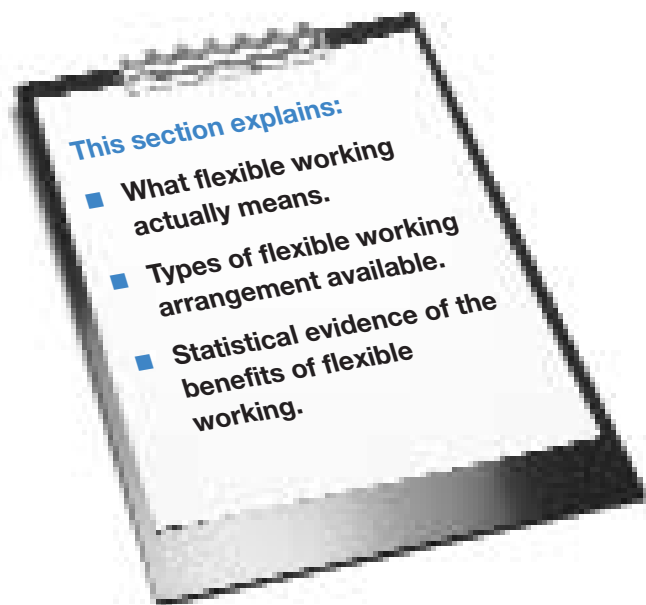 This section explains:
■ What flexible working
actually means.
■ Types of flexible working
arrangement available.
■ Statistical evidence of the
benefits of flexible
working.